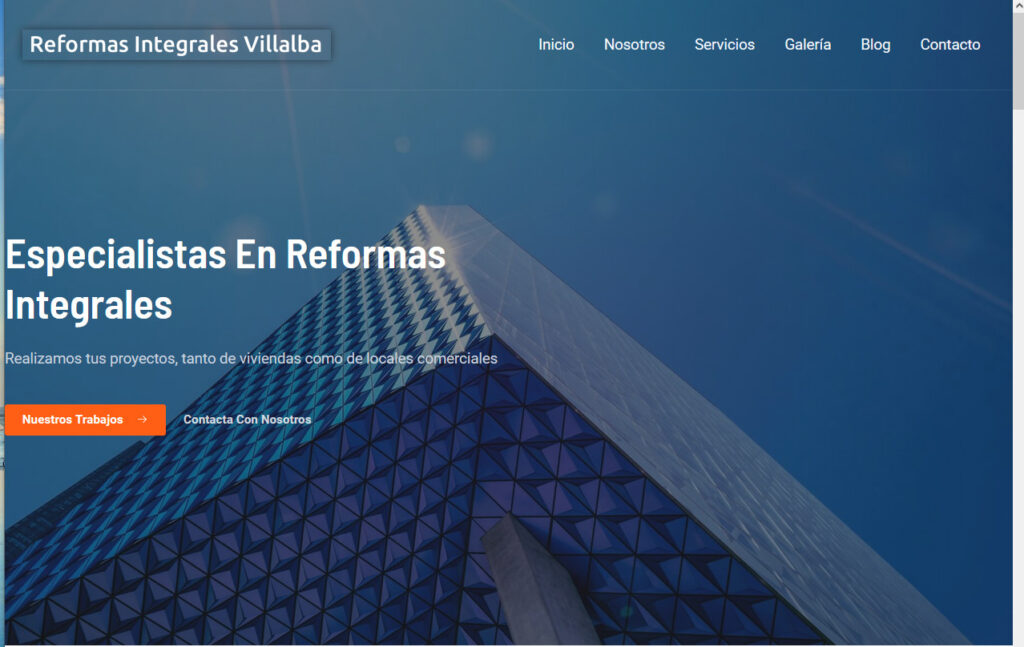 Reformas Integrales Villalba
Inicio Nosotros Servicios Galería Blog Contacto
Especialistas En Reformas
Integrales
Realizamos tus proyectos, tanto de viviendas como de locales comerciales
Nuestros Trabajos → Contacta Con Nosotros